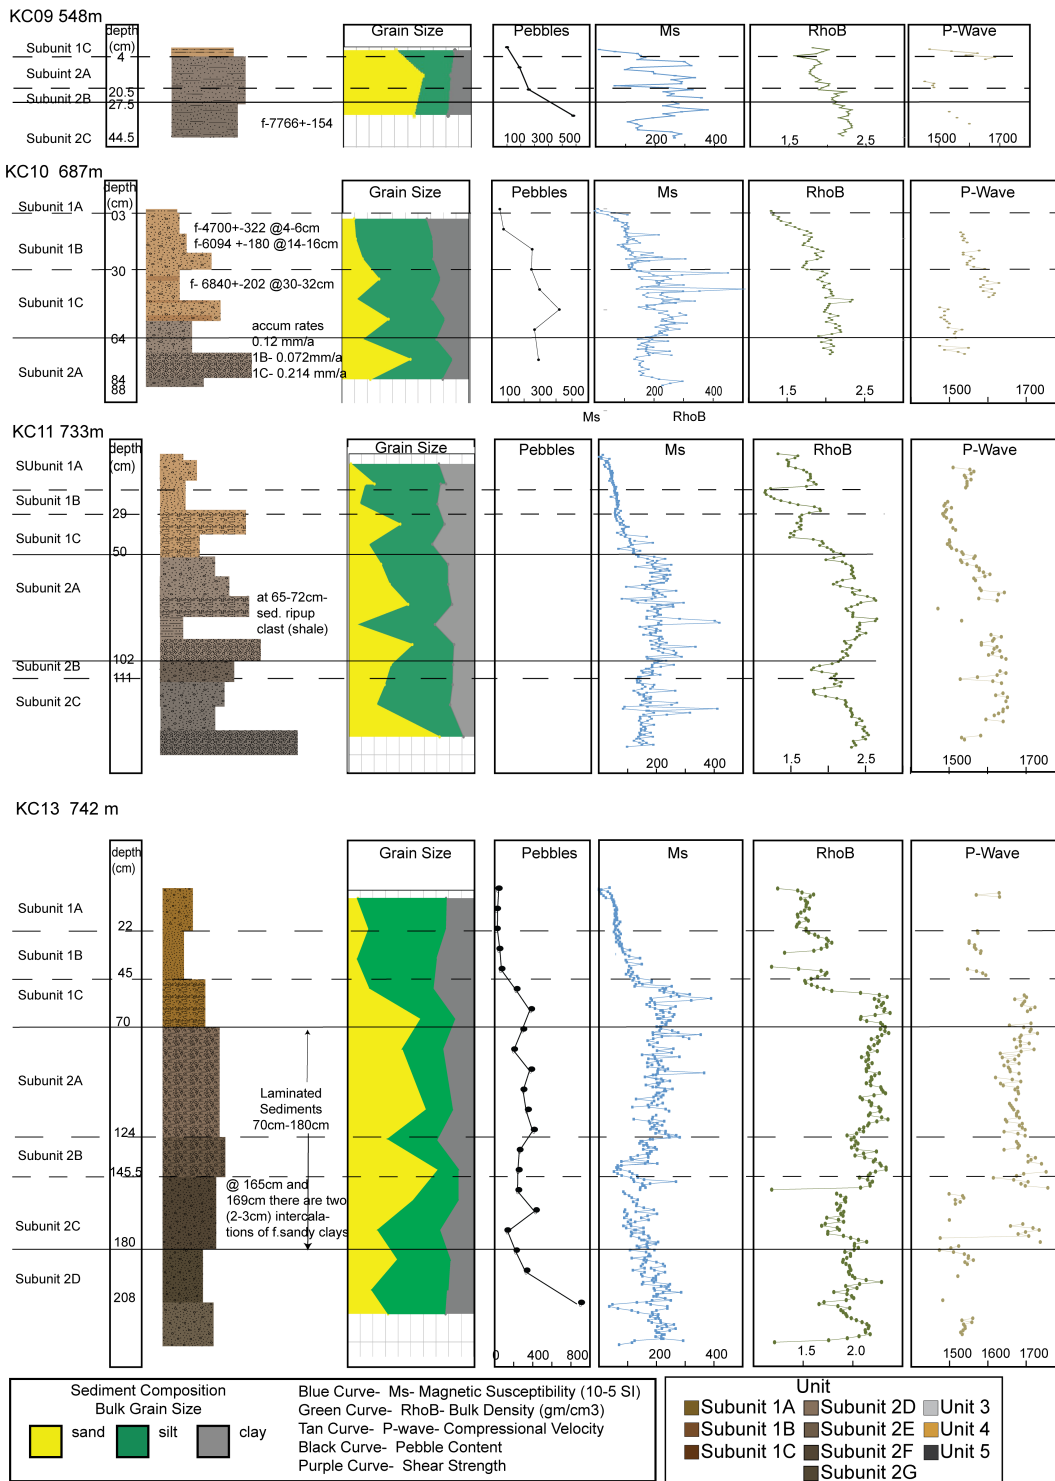 KC09 548m
depth
(cm)
Grain Size
Pebbles
Ms
RhoB
P-Wave
Subunit 1C
4
Subuint 2A
20.5
Subunit 2B
27.5
f-7766+-154
Subunit 2C
44.5
100
300
500
200
400
1,5
2,5
1500
1700
KC10 687m
depth
(cm)
Grain Size
Pebbles
Ms
RhoB
P-Wave
Subunit 1A
03
f-4700+-322 @4-6cm
f-6094 +-180 @14-16cm
Subunit 1B
30
f- 6840+-202 @30-32cm
Subunit 1C
accum rates
0.12 mm/a
64
1B- 0.072mm/a
1C- 0.214 mm/a
Subunit 2A
84
88
100
300
500
200
400
1.5
2.5
1500
1700
Ms
RhoB
KC11 733m
depth
(cm)
Grain Size
Pebbles
Ms
RhoB
P-Wave
SUbunit 1A
Subunit 1B
29
Subunit 1C
50
Subunit 2A
at 65-72cm-
sed. ripup
clast (shale)
102
Subunit 2B
111
Subunit 2C
200
400
1.5
2.5
1500
1700
KC13 742 m
depth
(cm)
Grain Size
Pebbles
Ms
RhoB
P-Wave
Subunit 1A
22
Subunit 1B
45
Subunit 1C
70
Subunit 2A
Laminated
Sediments
70cm-180cm
124
Subunit 2B
145.5
@ 165cm and
169cm there are two
(2-3cm) intercala-
tions of f.sandy clays
Subunit 2C
180
Subunit 2D
208
0
400
800
200
400
1.5
2.0
1500
1600
1700
Sediment Composition
Bulk Grain Size
sand
silt
clay
Blue Curve- Ms- Magnetic Susceptibility (10-5 SI)
Green Curve- RhoB- Bulk Density (gm/cm3)
Tan Curve- P-wave- Compressional Velocity
Black Curve- Pebble Content
Purple Curve- Shear Strength
Unit
Subunit 1A
Subunit 2D
Unit 3
Subunit 1B
Subunit 2E
Unit 4
Subunit 1C
Subunit 2F
Unit 5
Subunit 2G